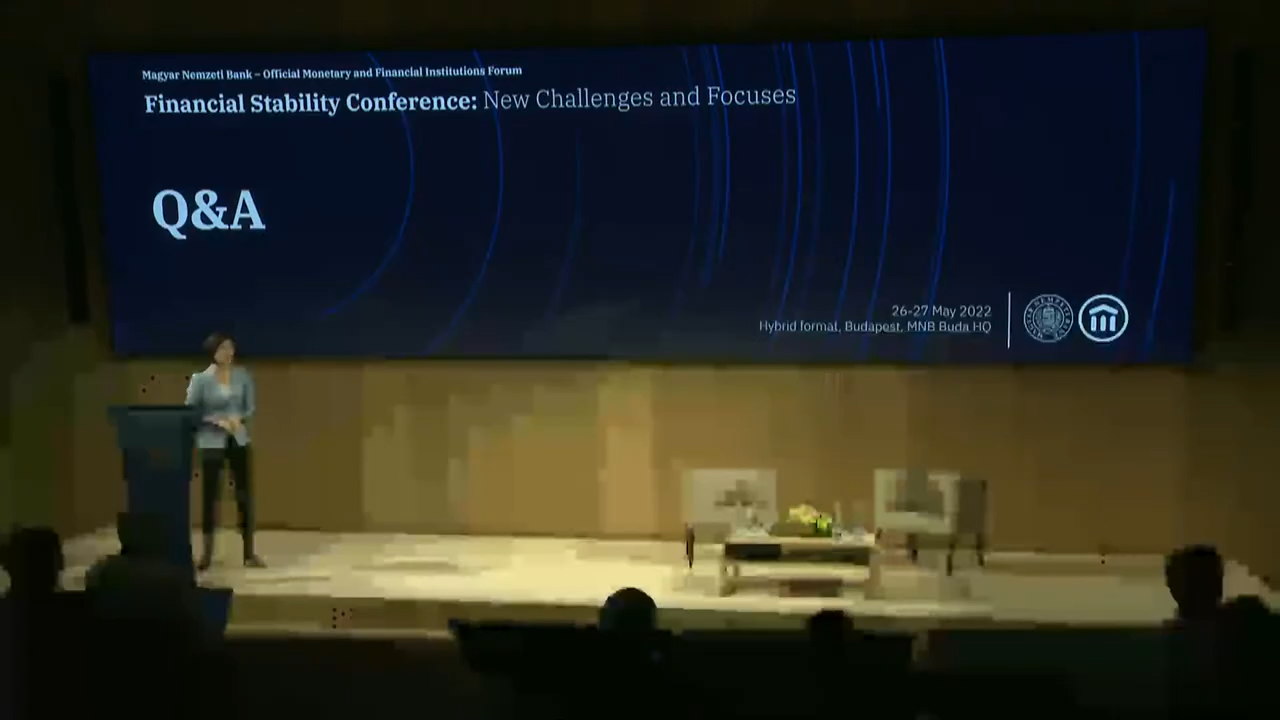 Magyar Nemzeti Bank – Official Monetary and Financial Institutions Forum
Financial Stability Conference: New Challenges and Focuses
Q&A
26-27 May 2022
Hybrid format, Budapest, MNB Buda HQ